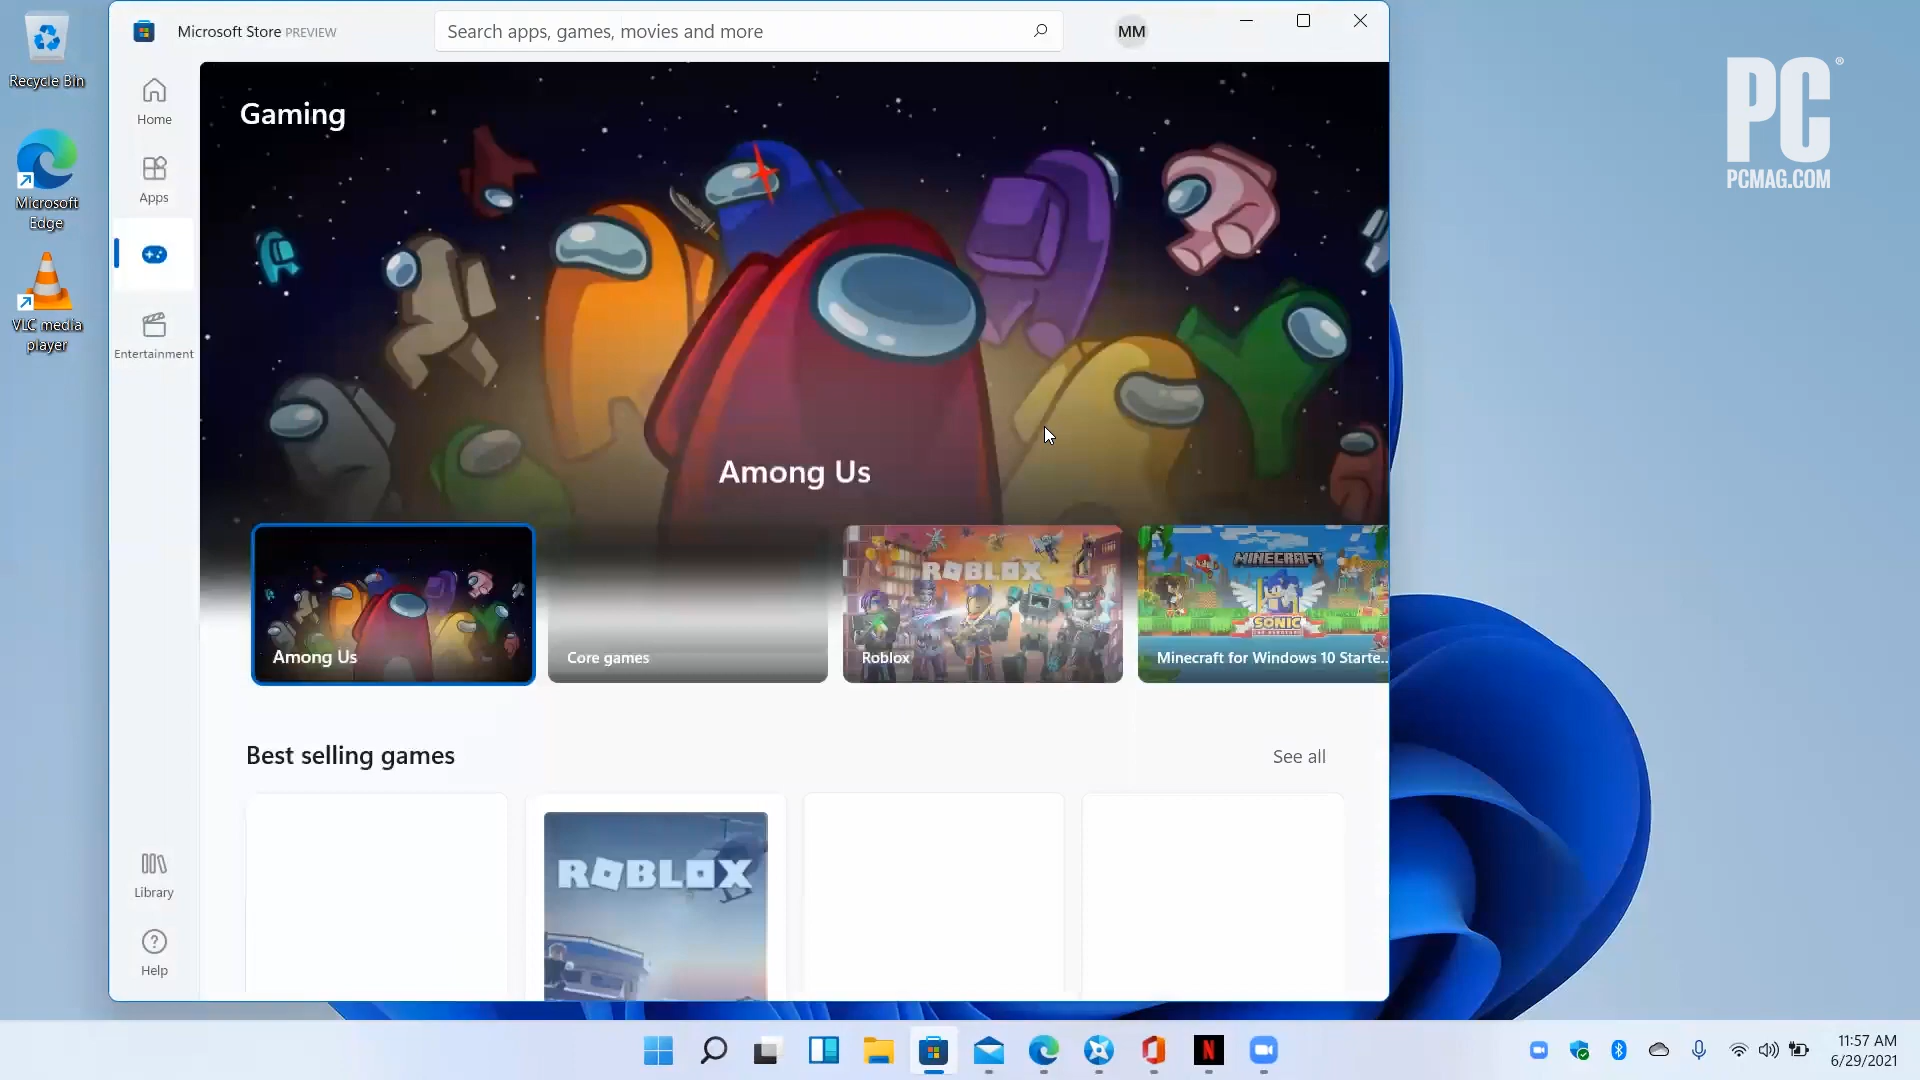 Recycle Bin
Microsoft
Edge
VLC media
player
Microsoft Store PREVIEW
Search apps, games, movies and more
MM
Home
Apps
Entertainment
Library
Help
Gaming
Among Us
Among Us
Core games
ROBLOX
Roblox
MINECRAFT
SONIC
Minecraft for Windows 10 Starte..
Best selling games
See all
ROBLOX
PC®
PCMAG.COM
N
11:57 AM
6/29/2021